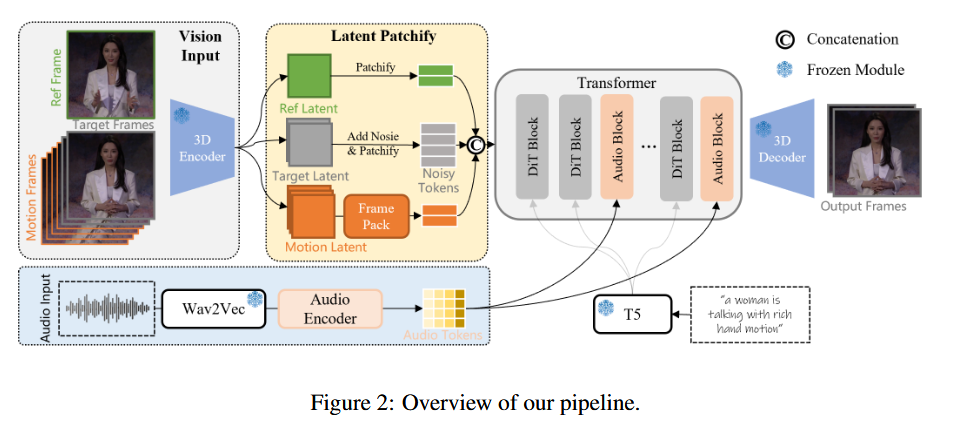 Vision
Input
Ref Frame
Target Frames
Motion Frames
3D
Encoder
Latent Patchify
Patchify
Ref Latent
Add Nosie
& Patchify
Target Latent
Noisy
Tokens
Frame
Pack
Motion Latent
C
Transformer
DiT Block
DiT Block
Audio Block
...
DiT Block
Audio Block
Concatenation
Frozen Module
3D
Decoder
Output Frames
Audio Input
Wav2Vec
Audio
Encoder
Audio Tokens
T5
"a woman is
talking with rich
hand motion"
Figure 2: Overview of our pipeline.